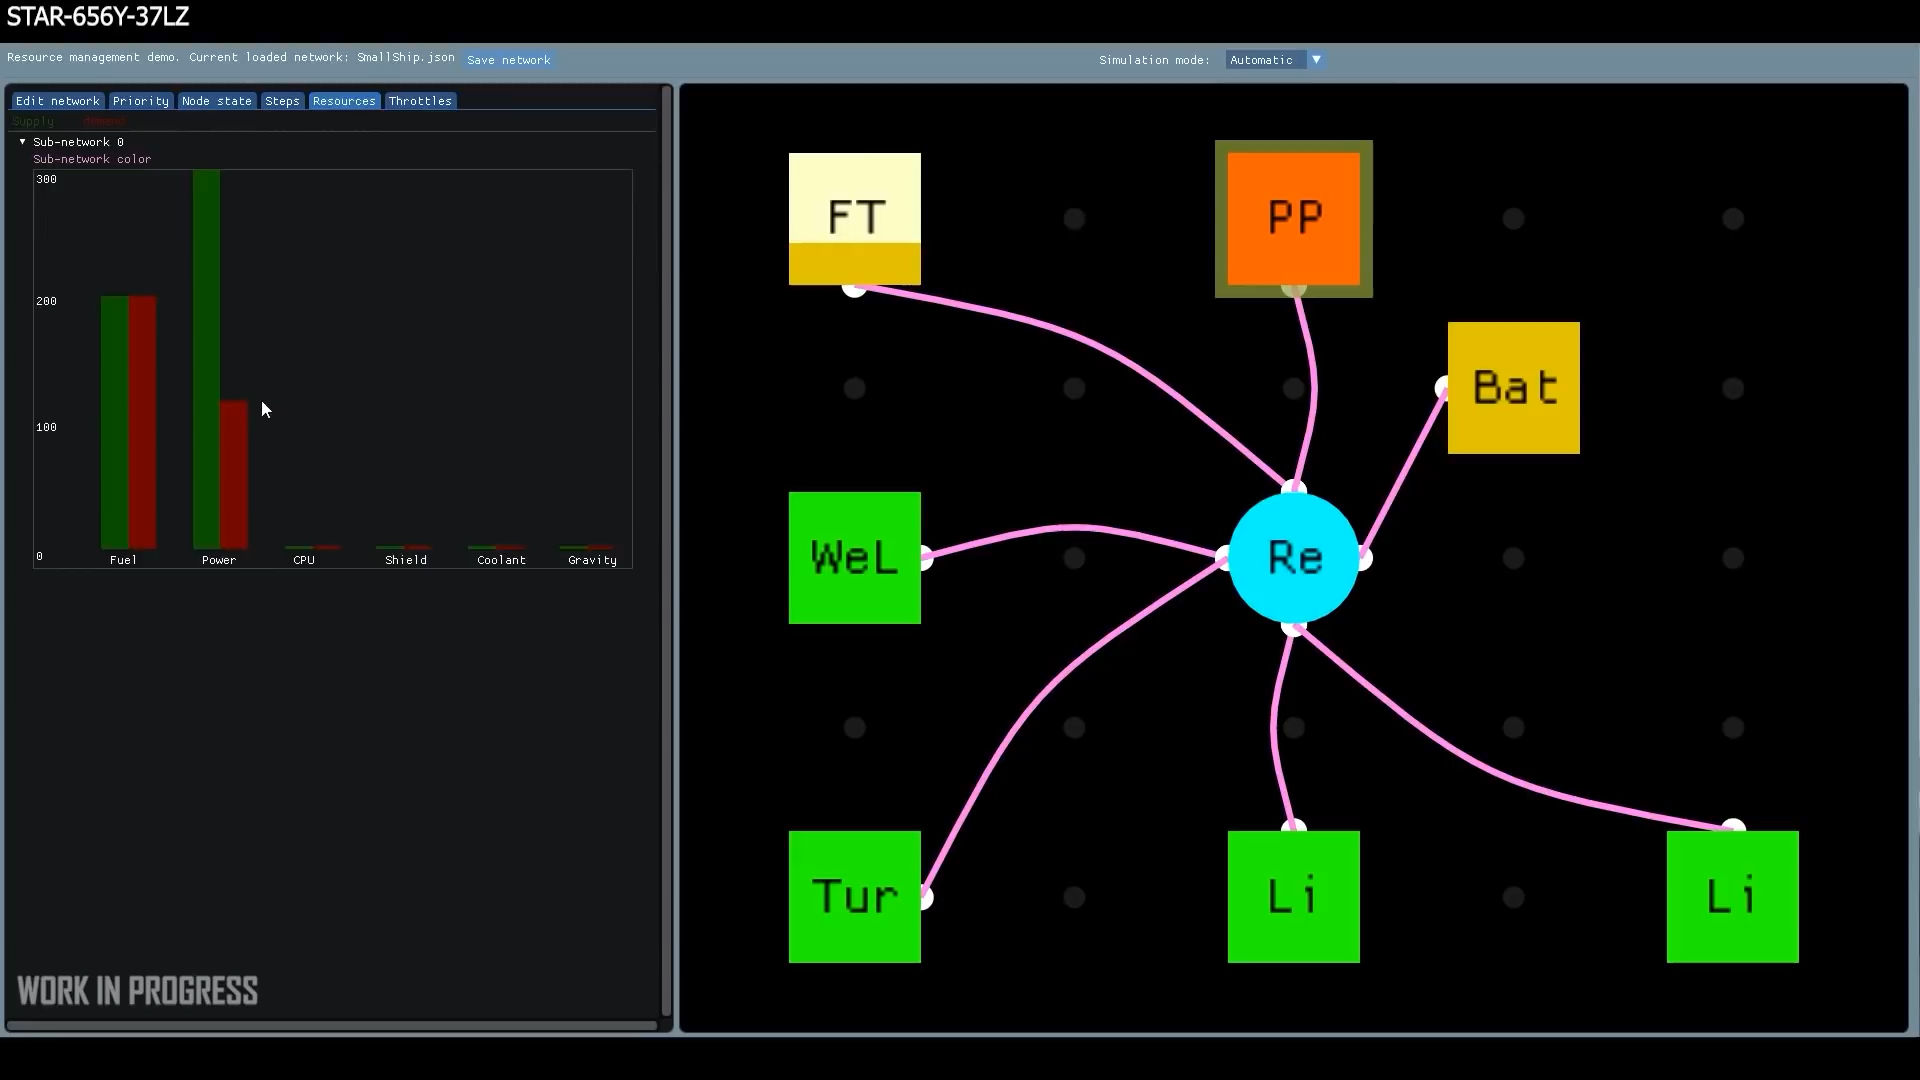 STAR-656Y-37LZ
Resource management demo. Current loaded network: SmallShip.json Save network Simulation mode: Automatic
Edit network Priority Node state Steps Resources Throttles
Supply demand
Sub-network 0
Sub-network color
300
200
100
0
Fuel Power CPU Shield Coolant Gravity
FT PP
Bat
WeL Re
Tur Li Li
WORK IN PROGRESS